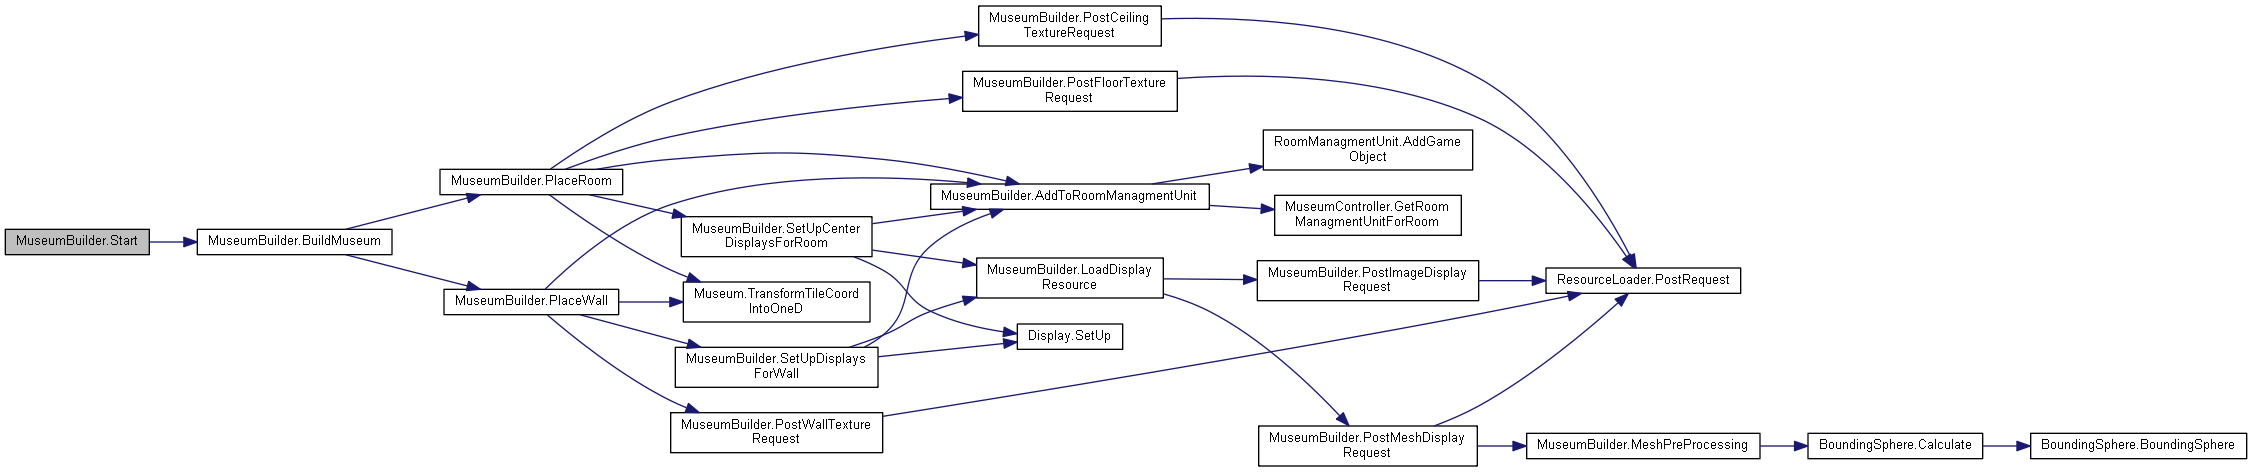 MuseumBuilder.Start
MuseumBuilder.BuildMuseum
MuseumBuilder.PlaceRoom
MuseumBuilder.PlaceWall
MuseumBuilder.SetUpCenter
DisplaysForRoom
Museum.TransformTileCoord
IntoOneD
MuseumBuilder.SetUpDisplays
ForWall
MuseumBuilder.PostWallTexture
Request
MuseumBuilder.PostCeiling
TextureRequest
MuseumBuilder.PostFloorTexture
Request
MuseumBuilder.AddToRoomManagmentUnit
MuseumBuilder.LoadDisplay
Resource
Display.SetUp
RoomManagmentUnit.AddGame
Object
MuseumController.GetRoom
ManagmentUnitForRoom
MuseumBuilder.PostImageDisplay
Request
MuseumBuilder.PostMeshDisplay
Request
ResourceLoader.PostRequest
MuseumBuilder.MeshPreProcessing
BoundingSphere.Calculate
BoundingSphere.BoundingSphere